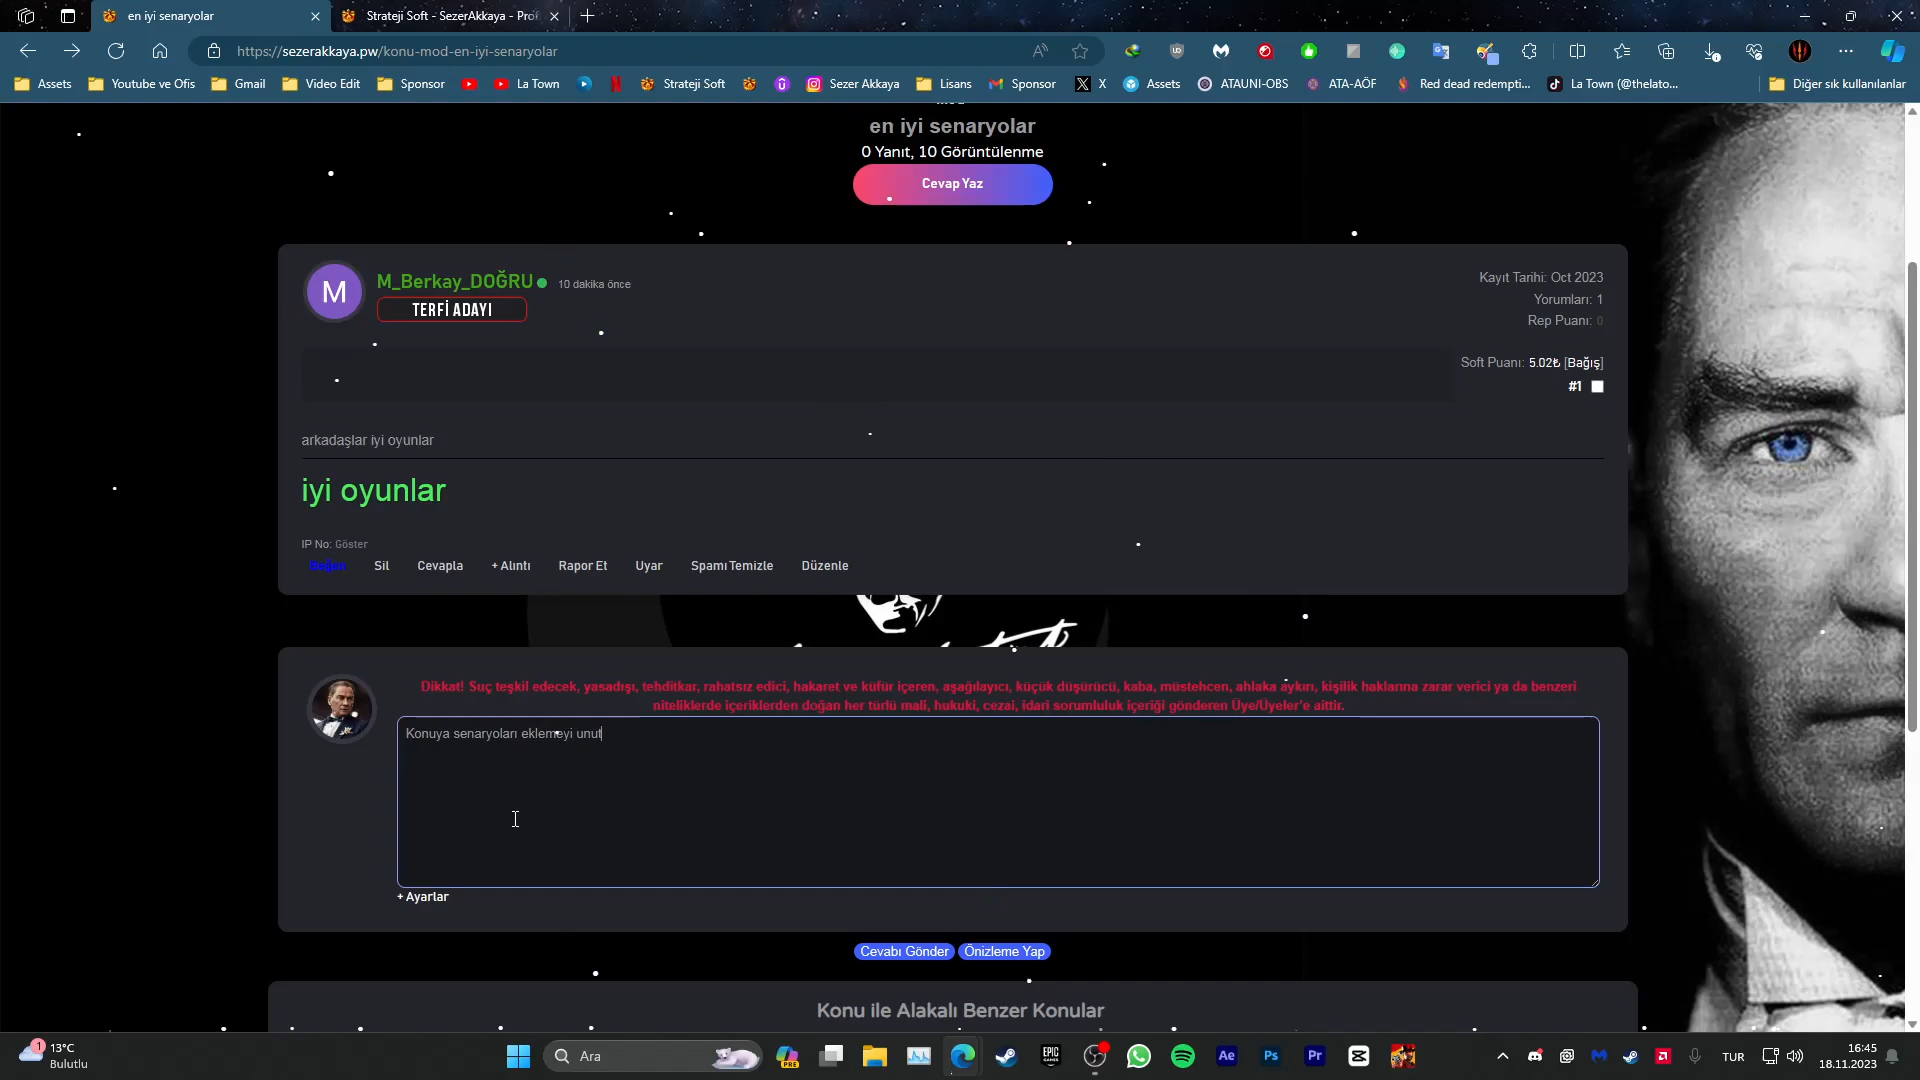 en iyi senaryolar
Strateji Soft - SezerAkkaya - Prof
https://sezerakkaya.pw/konu-mod-en-iyi-senaryolar
Assets
Youtube ve Ofis
Gmail
Video Edit
Sponsor
La Town
Strateji Soft
Sezer Akkaya
Lisans
Sponsor
X
Assets
ATAUNI-OBS
ATA-AÖF
Red dead redempti...
La Town (@thelato...
Diğer sık kullanılanlar
en iyi senaryolar
0 Yanıt, 10 Görüntülenme
Cevap Yaz
M
M_Berkay_DOĞRU
10 dakika önce
TERFİ ADAYI
Kayıt Tarihi: Oct 2023
Yorumları: 1
Rep Puanı: 0
Soft Puanı: 5.02₺ [Bağış]
#1
arkadaşlar iyi oyunlar
iyi oyunlar
IP No: Göster
Beğen Sil Cevapla + Alıntı Rapor Et Uyar Spamı Temizle Düzenle
Dikkat! Suç teşkil edecek, yasadışı, tehditkar, rahatsız edici, hakaret ve küfür içeren, aşağılayıcı, küçük düşürücü, kaba, müstehcen, ahlaka aykırı, kişilik haklarına zarar verici ya da benzeri
niteliklerde içeriklerden doğan her türlü mali, hukuki, cezai, idari sorumluluk içeriği gönderen Üye/Üyeler'e aittir.
Konuya senaryoları eklemeyi unut
+ Ayarlar
Cevabı Gönder Önizleme Yap
Konu ile Alakalı Benzer Konular
1
13°C
Bulutlu
Ara
PRE
EPIC GAMES
Ae
Ps
Pr
TUR
16:45
18.11.2023